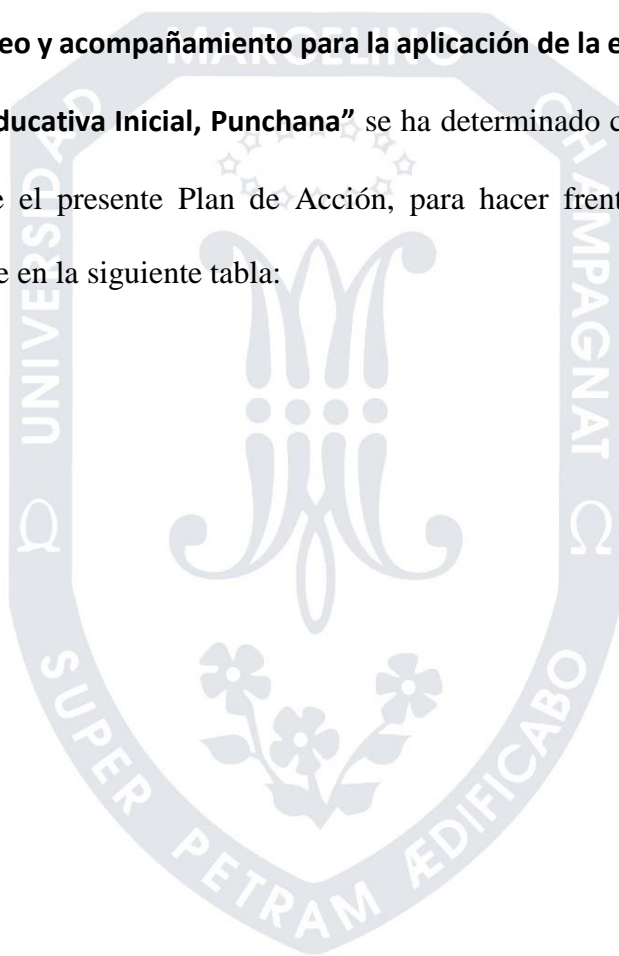 eo y acompañamiento para la aplicación de la e
ducativa Inicial, Punchana” se ha determinado
e el presente Plan de Acción, para hacer fren
e en la siguiente tabla:
UNIVERSIDAD MARCELINO CHAMPAGNAT
SUPER PETRAM ÆDIFICABO